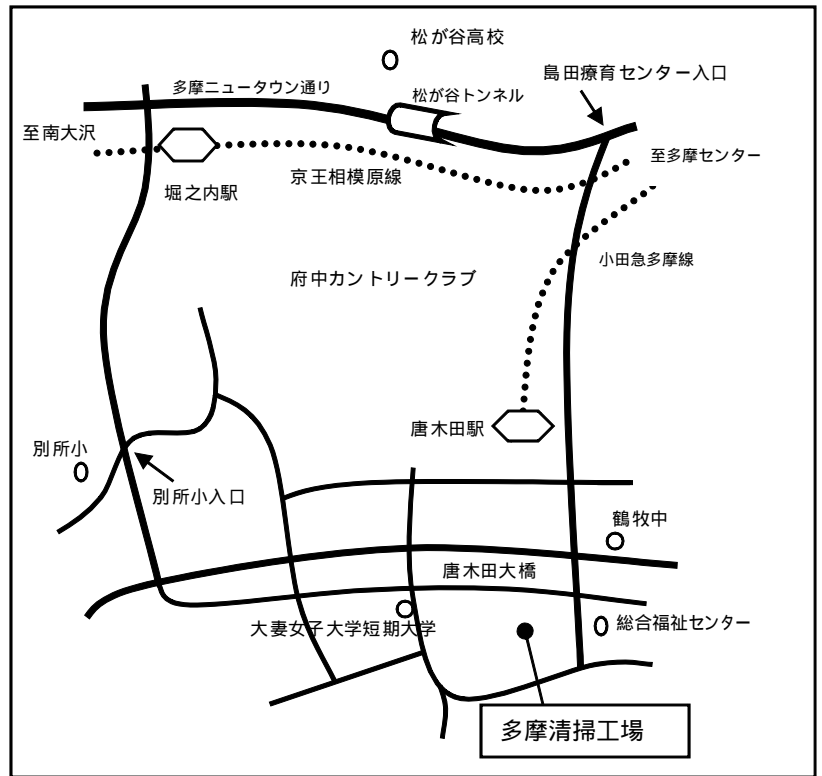 松が谷高校
島田療育センター入口
多摩ニュータウン通り
松が谷トンネル
至南大沢
至多摩センター
京王相模原線
堀之内駅
小田急多摩線
府中カントリークラブ
唐木田駅
別所小
別所小入口
鶴牧中
唐木田大橋
総合福祉センター
大妻女子大学短期大学
多摩清掃工場